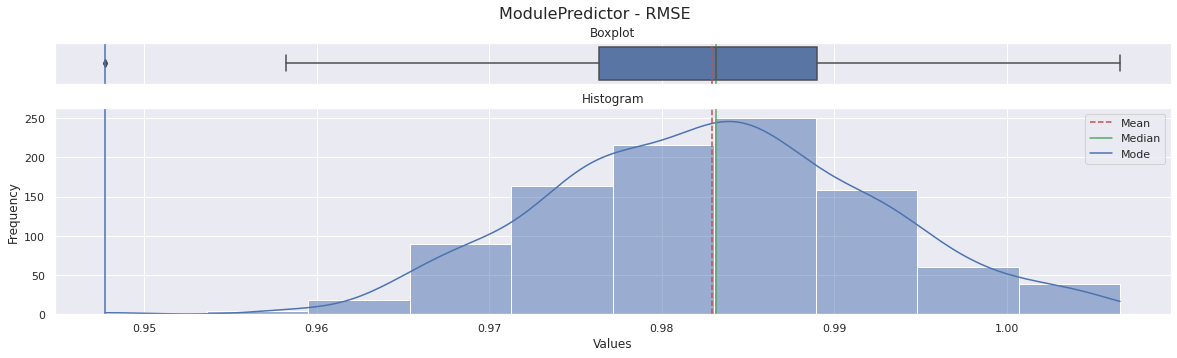 ModulePredictor - RMSE
Boxplot
Histogram
250
200
150
100
50
0
Frequency
Mean
Median
Mode
0.95 0.96 0.97 0.98 0.99 1.00
Values